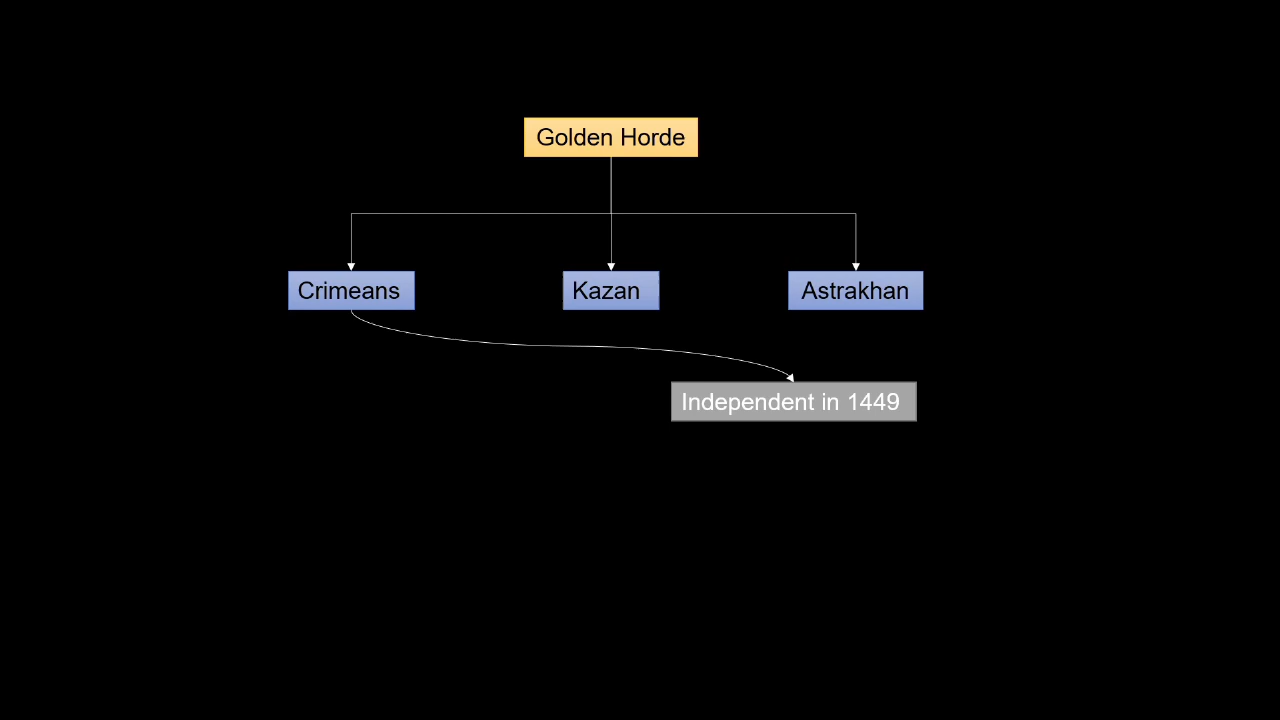 Golden Horde
Crimeans
Kazan
Astrakhan
Independent in 1449